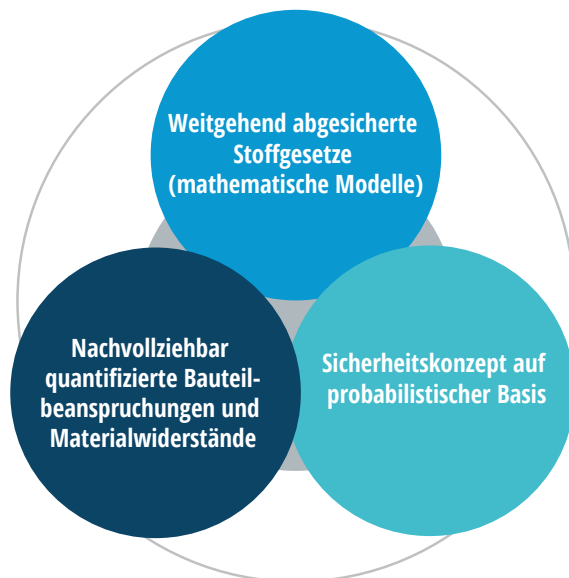 Weitgehend abgesicherte
Stoffgesetze
(mathematische Modelle)
Nachvollziehbar
quantifizierte Bauteil-
beanspruchungen und
Materialwiderstände
Sicherheitskonzept auf
probabilistischer Basis